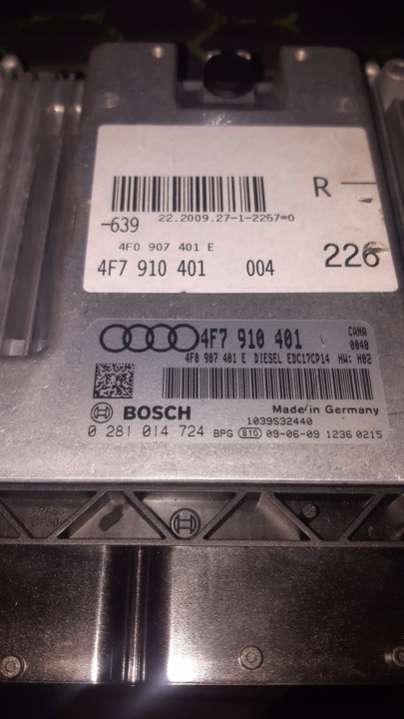 22.2009.27-1-2257=0
R
-639
4F0 907 401 E
4F7 910 401 004
226
4F7 910 401
CANA
0040
4F0 907 401 E DIESEL EDC17CP14 HW: H02
BOSCH
Made in Germany
1039S32440
0 281 014 724 BPG 810 09-06-09 1236 0215